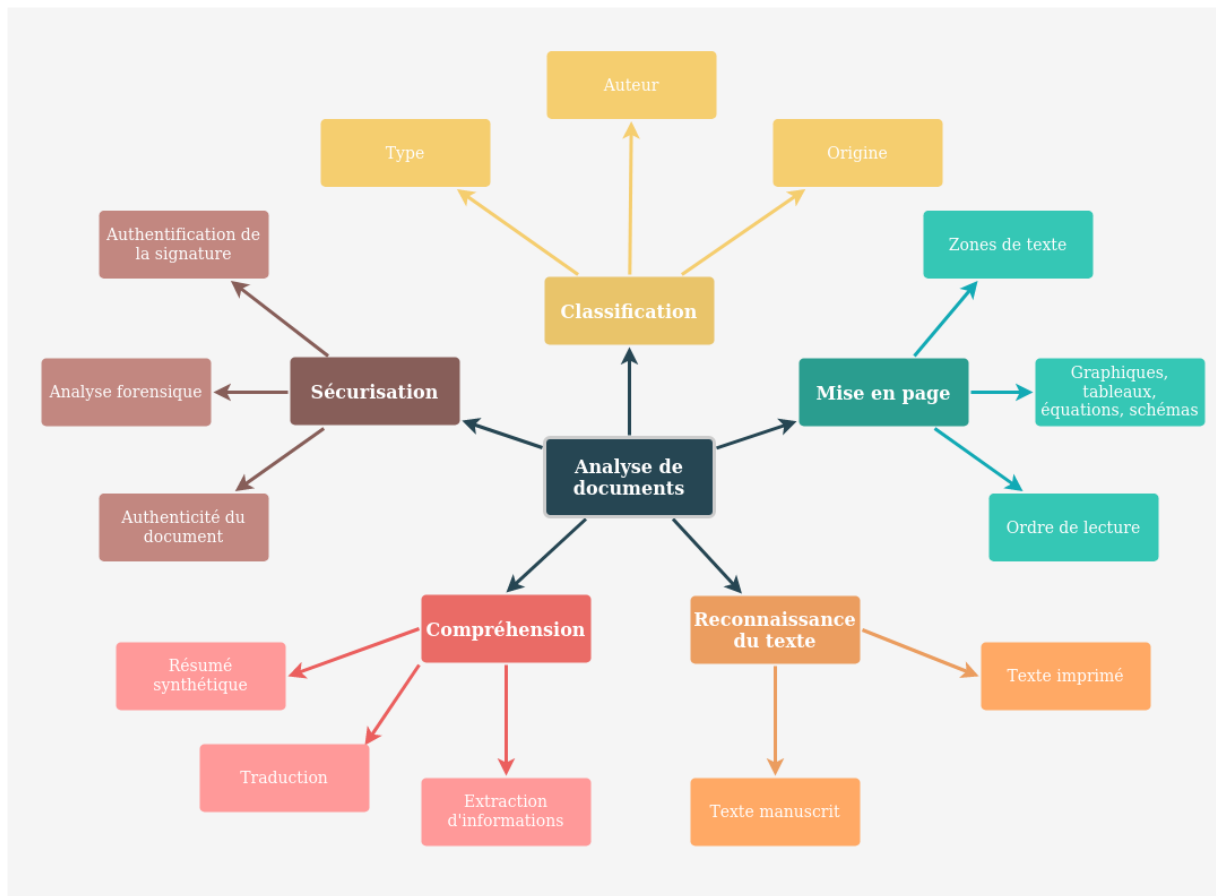 Auteur
Type
Origine
Authentification de
la signature
Zones de texte
Classification
Analyse forensique
Sécurisation
Mise en page
Graphiques,
tableaux,
équations, schémas
Analyse de
documents
Authenticité du
document
Ordre de lecture
Compréhension
Reconnaissance
du texte
Résumé
synthétique
Texte imprimé
Traduction
Extraction
d'informations
Texte manuscrit